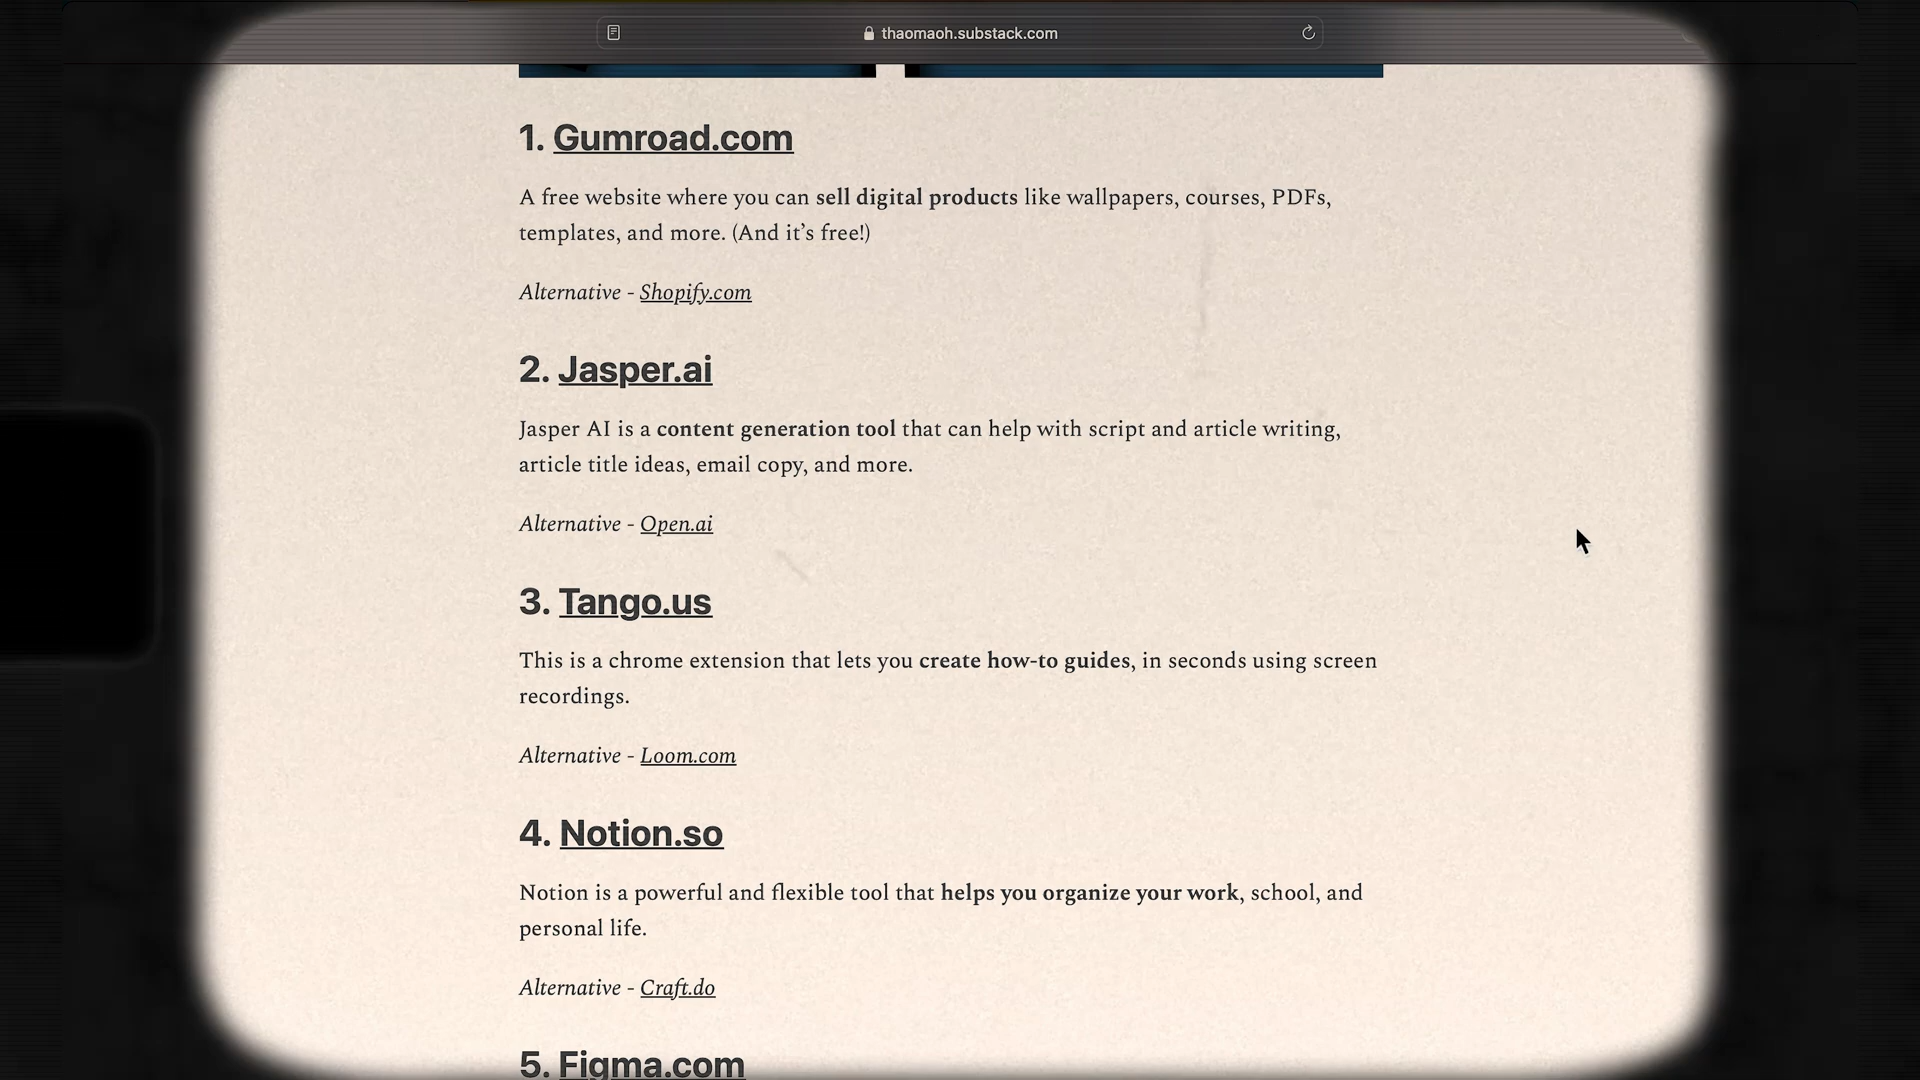 thaomaoh.substack.com
1. Gumroad.com
A free website where you can sell digital products like wallpapers, courses, PDFs,
templates, and more. (And it’s free!)
Alternative - Shopify.com
2. Jasper.ai
Jasper AI is a content generation tool that can help with script and article writing,
article title ideas, email copy, and more.
Alternative - Open.ai
3. Tango.us
This is a chrome extension that lets you create how-to guides, in seconds using screen
recordings.
Alternative - Loom.com
4. Notion.so
Notion is a powerful and flexible tool that helps you organize your work, school, and
personal life.
Alternative - Craft.do
5. Figma.com